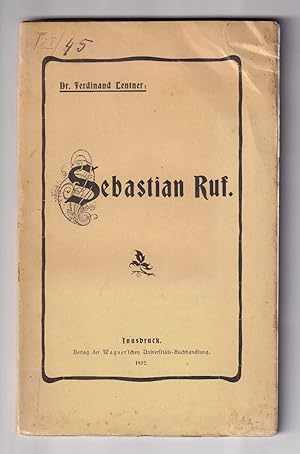 Dr. Ferdinand Lentner:
Sebastian Ruf.
Innsbruck.
Verlag der Wagner'schen Universitäts-Buchhandlung.
1902.